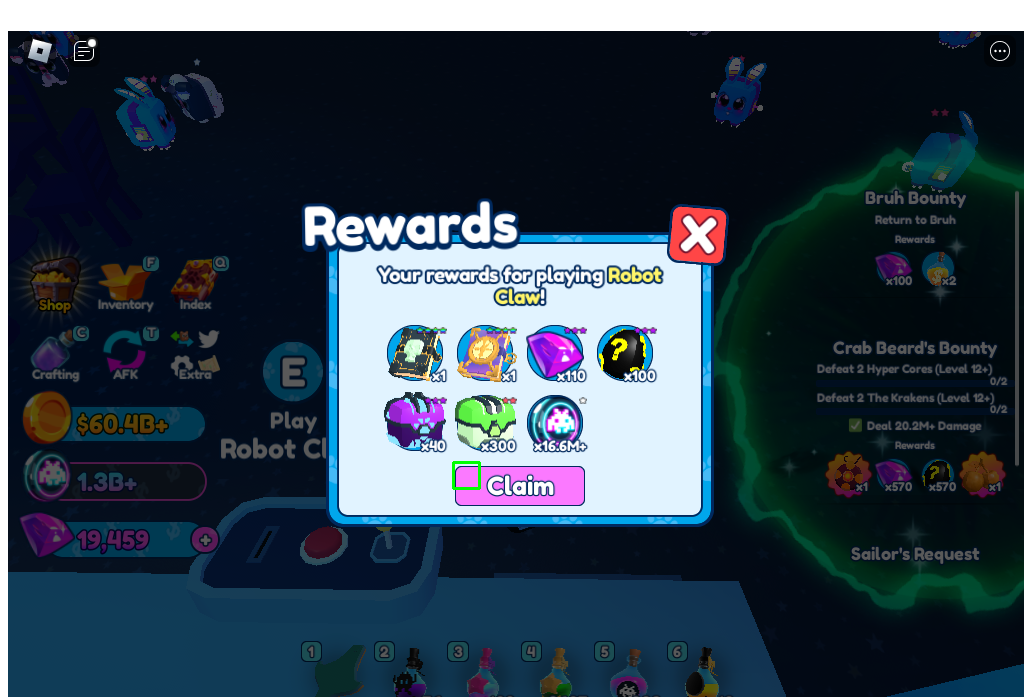 Rewards
Your rewards for playing Robot
Claw!
x1
x1
x110
x100
x40
x300
x16.6M+
Claim
Shop
F
Inventory
Q
Index
C
Crafting
T
AFK
Extra
E
Play
Robot Cl
$60.4B+
1.3B+
19,459
Bruh Bounty
Return to Bruh
Rewards
x100
x2
Crab Beard's Bounty
Defeat 2 Hyper Cores (Level 12+)
0/2
Defeat 2 The Krakens (Level 12+)
0/2
Deal 20.2M+ Damage
Rewards
x1
x570
x570
x1
Sailor's Request
1
2
3
4
5
6